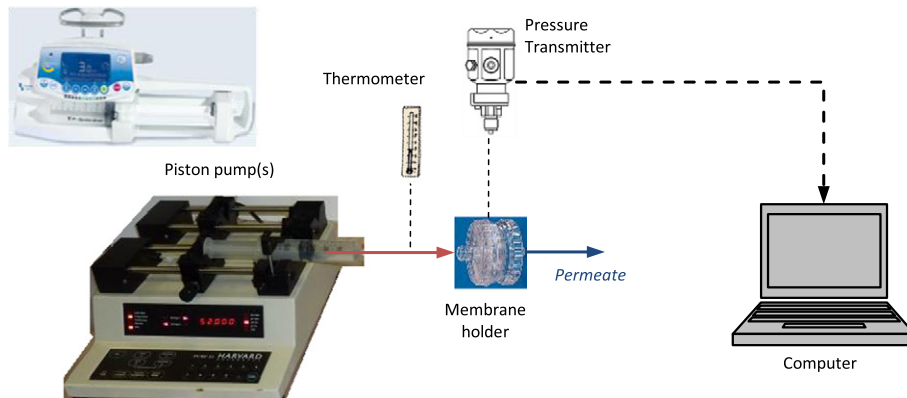 Pressure
Transmitter
Thermometer
Piston pump(s)
Permeate
Membrane
holder
HARVARD
Computer